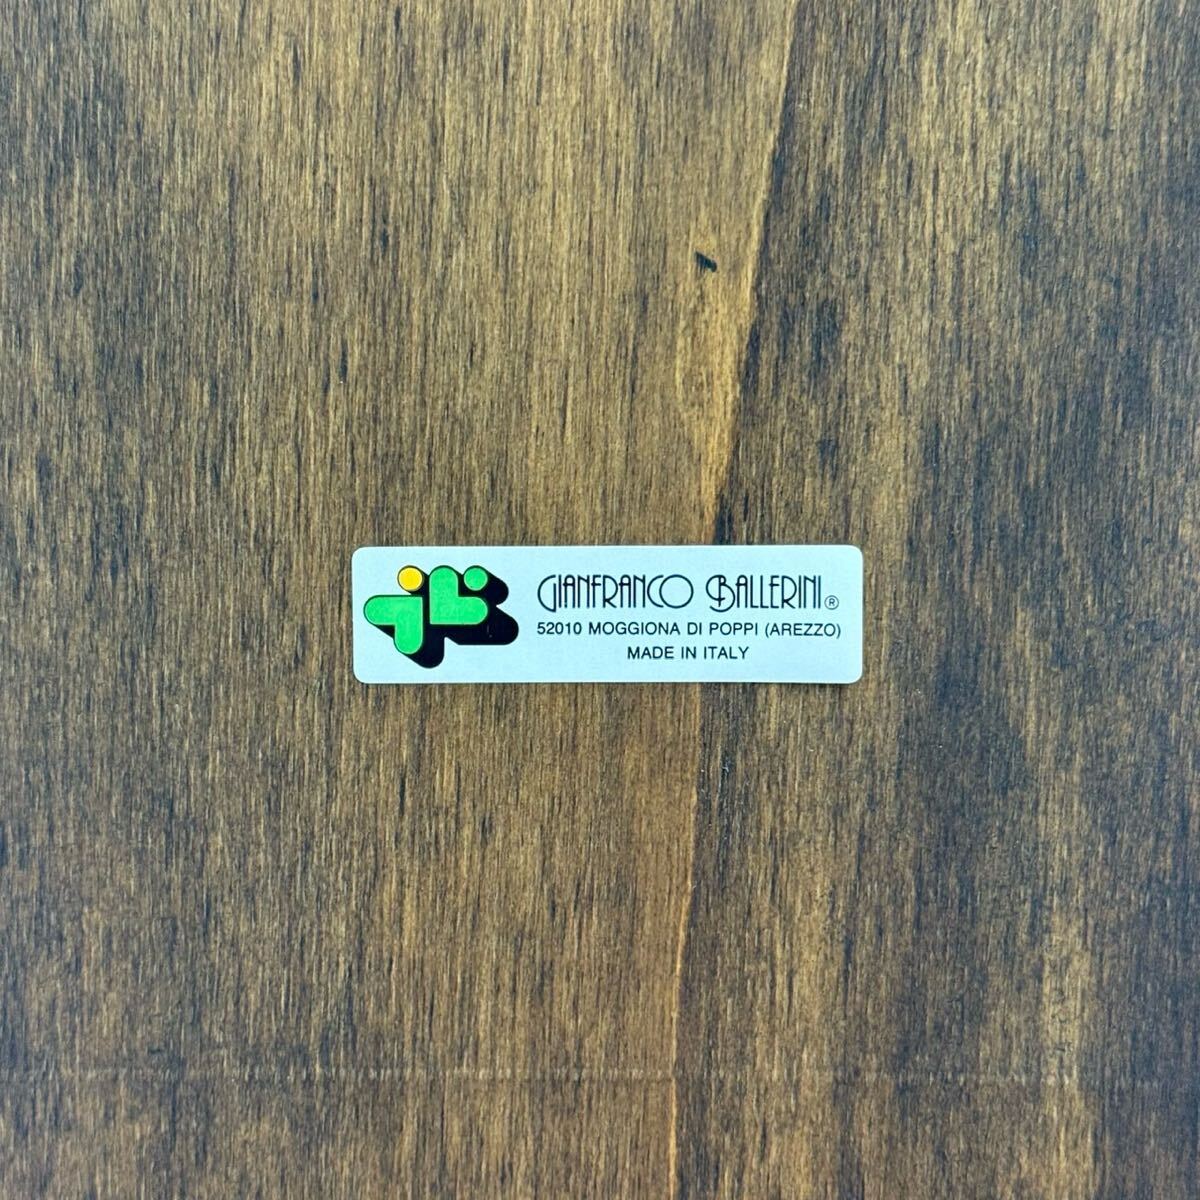 GIANFRANCO BALLERINI®
52010 MOGGIONA DI POPPI (AREZZO)
MADE IN ITALY